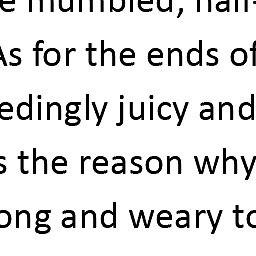 e mumbled, half-
As for the ends of
edingly juicy and
s the reason why
ong and weary to